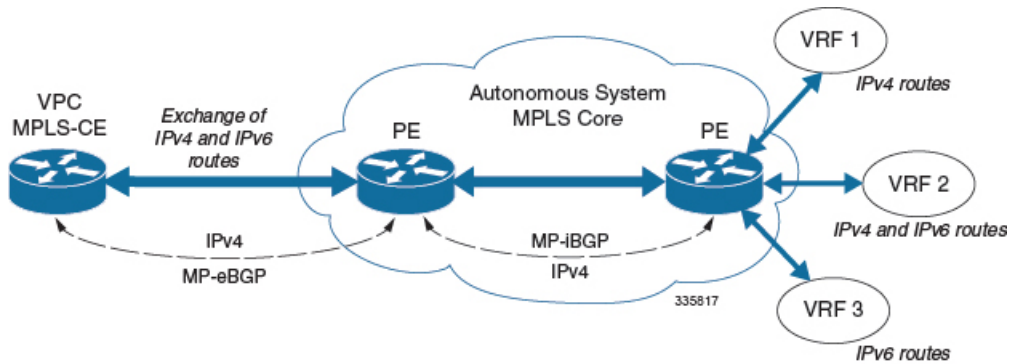 VPC
MPLS-CE
Exchange of
IPv4 and IPv6
routes
PE
Autonomous System
MPLS Core
PE
VRF 1
IPv4 routes
VRF 2
IPv4 and IPv6 routes
VRF 3
IPv6 routes
IPv4
MP-eBGP
MP-iBGP
IPv4
335817